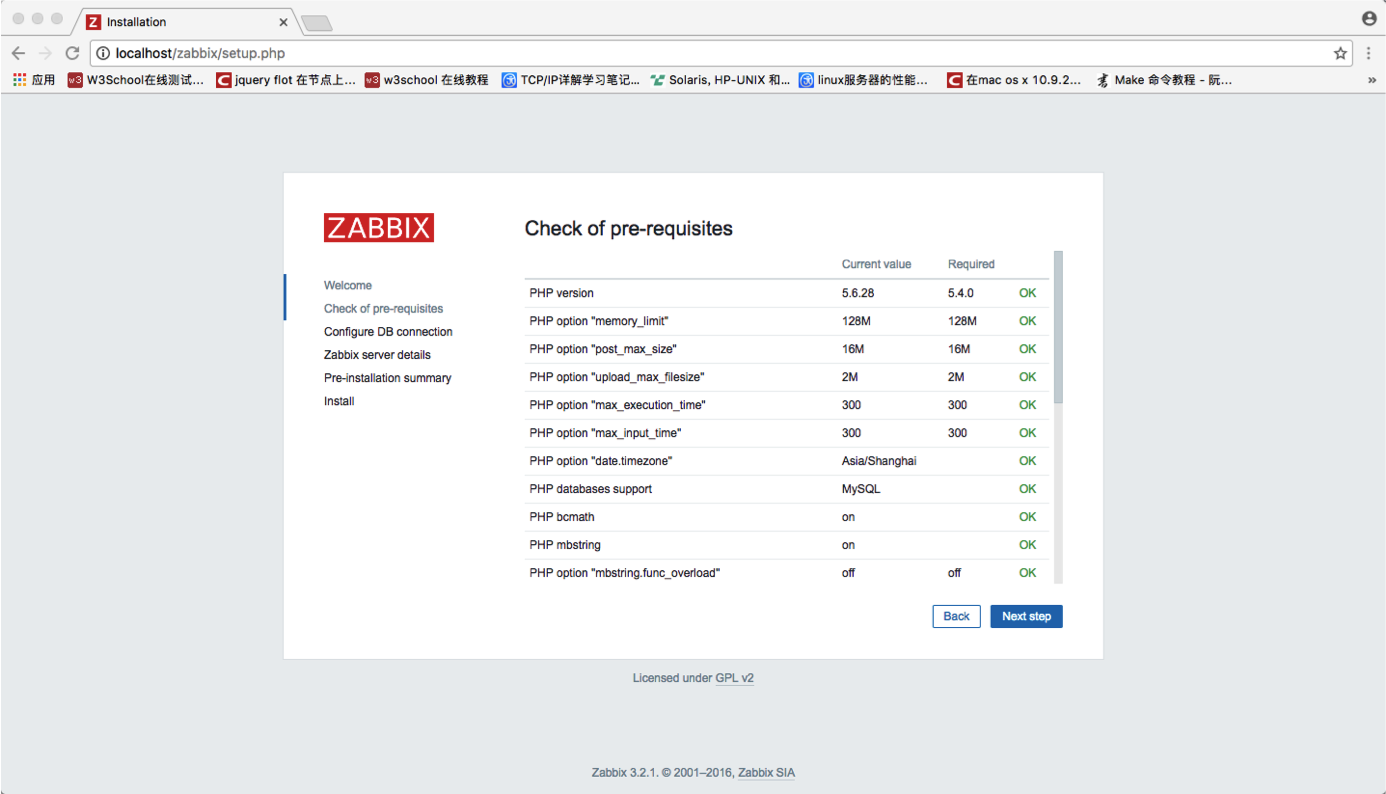 Z Installation
localhost/zabbix/setup.php
应用 W3School在线测试... jquery flot 在节点上... w3school 在线教程 TCP/IP详解学习笔记... Solaris, HP-UNIX 和... linux服务器的性能... 在mac os x 10.9.2... Make 命令教程 - 阮... »
ZABBIX
Welcome
Check of pre-requisites
Configure DB connection
Zabbix server details
Pre-installation summary
Install
Check of pre-requisites
Current value Required
PHP version 5.6.28 5.4.0 OK
PHP option "memory_limit" 128M 128M OK
PHP option "post_max_size" 16M 16M OK
PHP option "upload_max_filesize" 2M 2M OK
PHP option "max_execution_time" 300 300 OK
PHP option "max_input_time" 300 300 OK
PHP option "date.timezone" Asia/Shanghai OK
PHP databases support MySQL OK
PHP bcmath on OK
PHP mbstring on OK
PHP option "mbstring.func_overload" off off OK
Back Next step
Licensed under GPL v2
Zabbix 3.2.1. © 2001–2016, Zabbix SIA